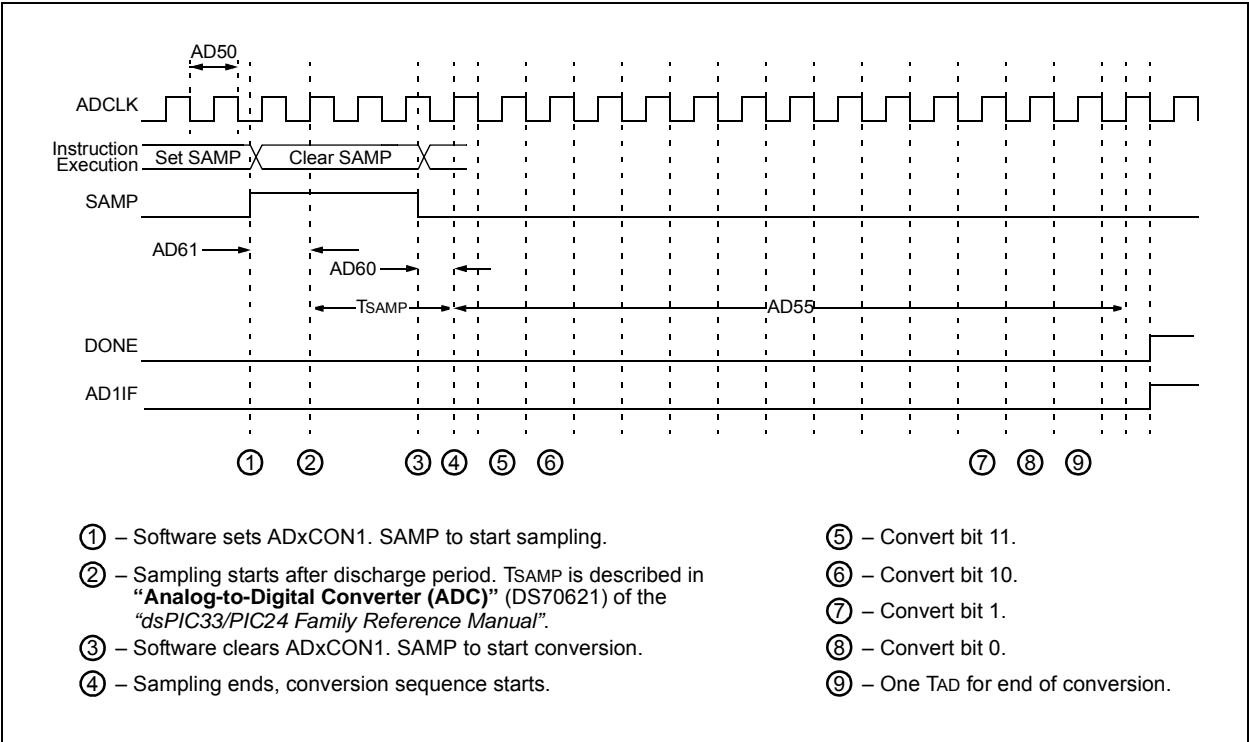 AD50
ADCLK
Instruction
Execution
Set SAMP
Clear SAMP
SAMP
AD61
AD60
TSAMP
AD55
DONE
AD1IF
1 2 3 4 5 6 7 8 9
1 – Software sets ADxCON1. SAMP to start sampling.
2 – Sampling starts after discharge period. TSAMP is described in
“Analog-to-Digital Converter (ADC)” (DS70621) of the
“dsPIC33/PIC24 Family Reference Manual”.
3 – Software clears ADxCON1. SAMP to start conversion.
4 – Sampling ends, conversion sequence starts.
5 – Convert bit 11.
6 – Convert bit 10.
7 – Convert bit 1.
8 – Convert bit 0.
9 – One TAD for end of conversion.